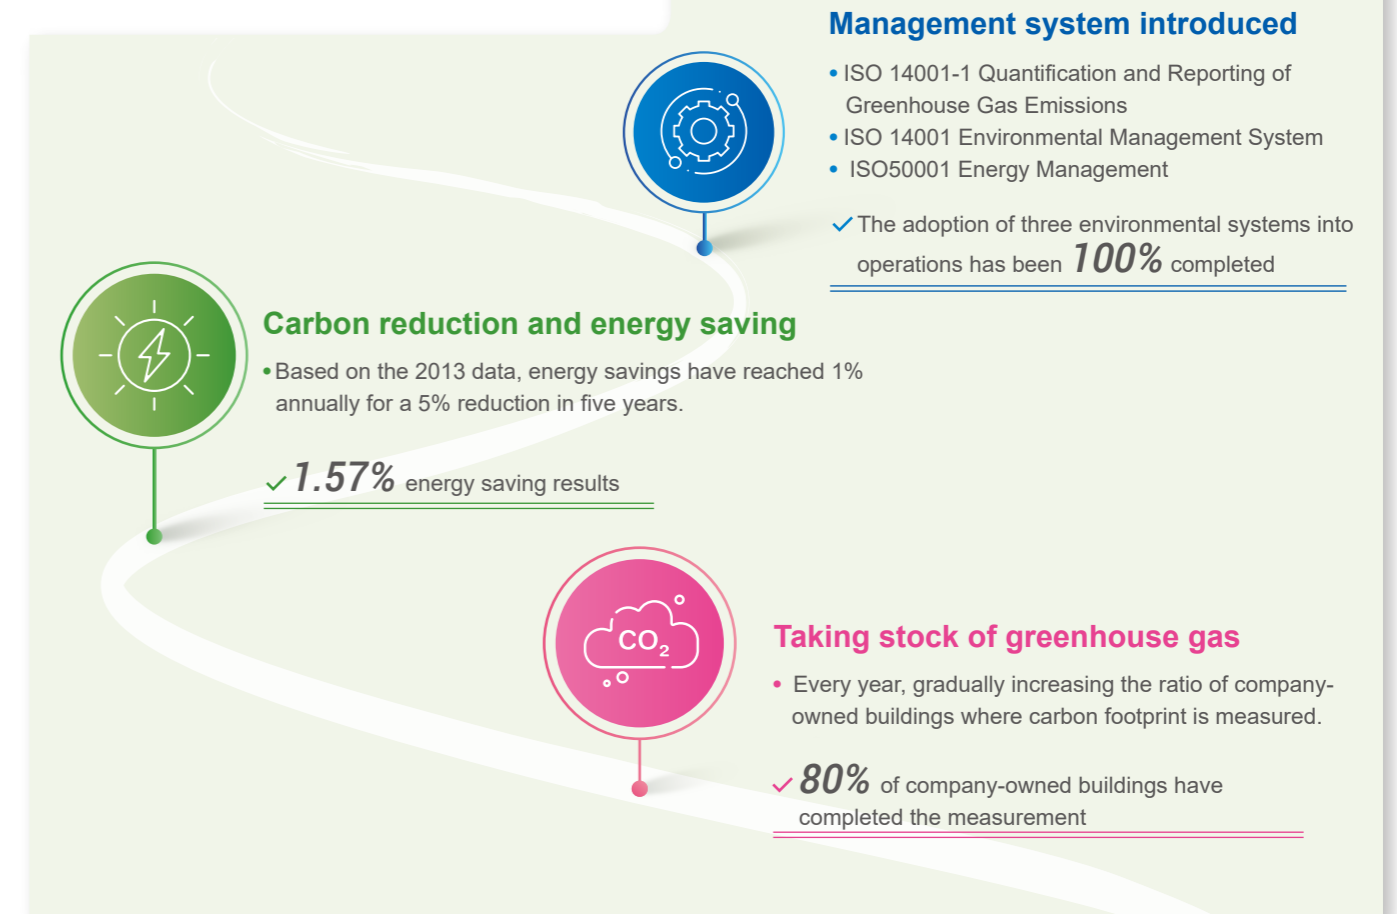 Management system introduced
• ISO 14001-1 Quantification and Reporting of
Greenhouse Gas Emissions
• ISO 14001 Environmental Management System
• ISO50001 Energy Management
✓ The adoption of three environmental systems into
operations has been 100% completed
Carbon reduction and energy saving
• Based on the 2013 data, energy savings have reached 1%
annually for a 5% reduction in five years.
✓ 1.57% energy saving results
CO₂
Taking stock of greenhouse gas
• Every year, gradually increasing the ratio of company-
owned buildings where carbon footprint is measured.
✓ 80% of company-owned buildings have
completed the measurement